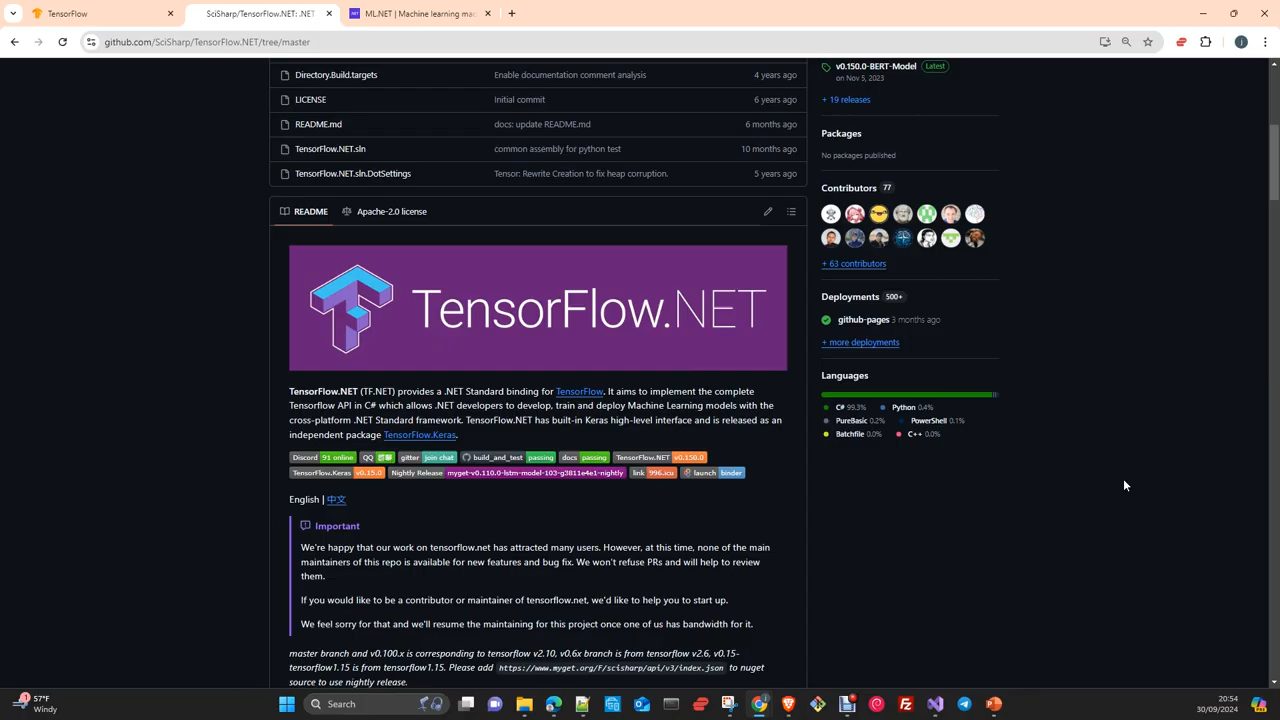 TensorFlow
SciSharp/TensorFlow.NET: .NET
ML.NET | Machine learning ma
github.com/SciSharp/TensorFlow.NET/tree/master
Directory.Build.targets Enable documentation comment analysis 4 years ago
LICENSE Initial commit 6 years ago
README.md docs: update README.md 6 months ago
TensorFlow.NET.sln common assembly for python test 10 months ago
TensorFlow.NET.sln.DotSettings Tensor: Rewrite Creation to fix heap corruption. 5 years ago
README Apache-2.0 license
TensorFlow.NET
TensorFlow.NET (TF.NET) provides a .NET Standard binding for TensorFlow. It aims to implement the complete
Tensorflow API in C# which allows .NET developers to develop, train and deploy Machine Learning models with the
cross-platform .NET Standard framework. TensorFlow.NET has built-in Keras high-level interface and is released as an
independent package TensorFlow.Keras.
Discord 91 online QQ gitter join chat build_and_test passing docs passing TensorFlow.NET v0.150.0
TensorFlow.Keras v0.15.0 Nightly Release myget-v0.110.0-lstm-model-103-g3811e4e1-nightly link 996.icu launch binder
English | 中文
Important
We're happy that our work on tensorflow.net has attracted many users. However, at this time, none of the main
maintainers of this repo is available for new features and bug fix. We won't refuse PRs and will help to review
them.
If you would like to be a contributor or maintainer of tensorflow.net, we'd like to help you to start up.
We feel sorry for that and we'll resume the maintaining for this project once one of us has bandwidth for it.
master branch and v0.100.x is corresponding to tensorflow v2.10, v0.6x branch is from tensorflow v2.6, v0.15-
tensorflow1.15 is from tensorflow1.15. Please add https://www.myget.org/F/scisharp/api/v3/index.json to nuget
source to use nightly release.
v0.150.0-BERT-Model Latest
on Nov 5, 2023
+ 19 releases
Packages
No packages published
Contributors 77
+ 63 contributors
Deployments 500+
github-pages 3 months ago
+ more deployments
Languages
C# 99.3% Python 0.4%
PureBasic 0.2% PowerShell 0.1%
Batchfile 0.0% C++ 0.0%
1
57°F
Windy
Search
20:54
30/09/2024